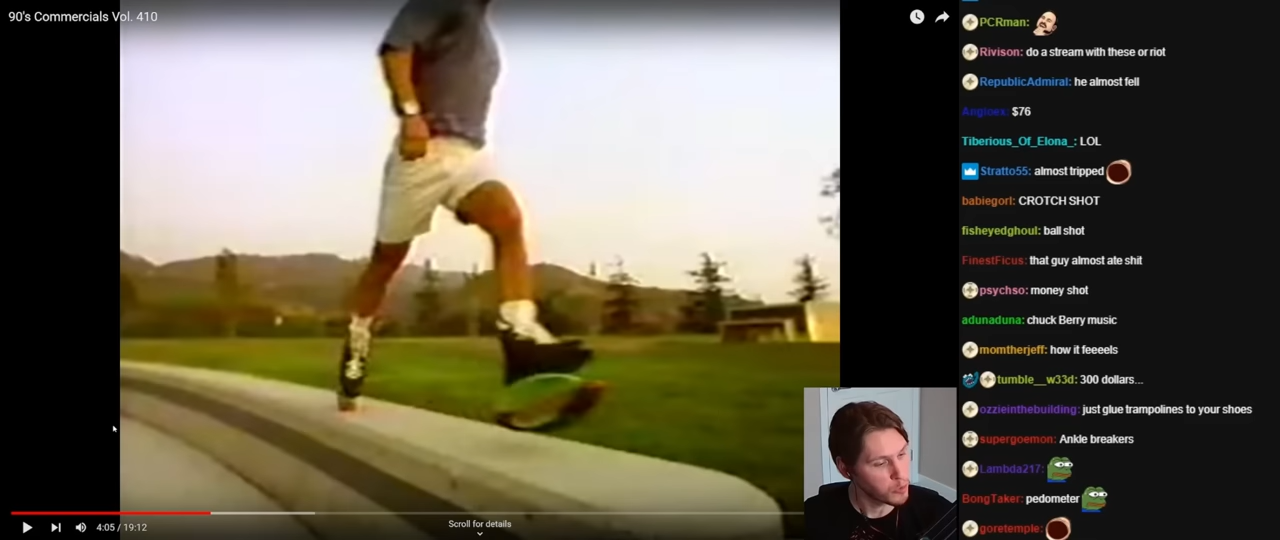 90's Commercials Vol. 410
PCRman:
Rivison: do a stream with these or riot
RepublicAdmiral: he almost fell
Angloex: $76
Tiberious_Of_Elona_: LOL
Stratto55: almost tripped
babiegorl: CROTCH SHOT
fisheyedghoul: ball shot
FinestFicus: that guy almost ate shit
psychso: money shot
adunaduna: chuck Berry music
momtherjeff: how it feeeels
tumble__w33d: 300 dollars...
ozzieinthebuilding: just glue trampolines to your shoes
supergoemon: Ankle breakers
Lambda217:
BongTaker: pedometer
goretemple:
4:05 / 19:12
Scroll for details